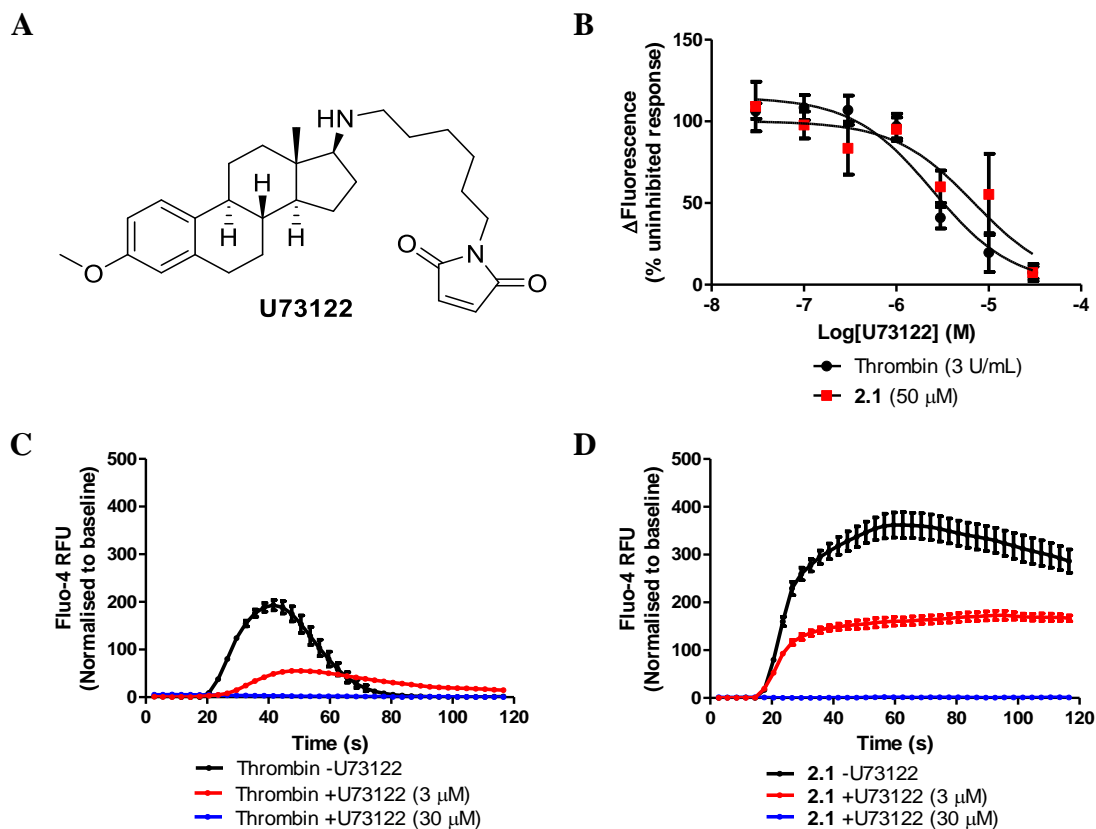 A
HN
H
H
H
O
O
N
O
U73122
B
150
100
50
0
-8 -7 -6 -5 -4
ΔFluorescence
(% uninhibited response)
Log[U73122] (M)
Thrombin (3 U/mL)
2.1 (50 μM)
C
500
400
300
200
100
0
0 20 40 60 80 100 120
Fluo-4 RFU
(Normalised to baseline)
Time (s)
Thrombin -U73122
Thrombin +U73122 (3 μM)
Thrombin +U73122 (30 μM)
D
500
400
300
200
100
0
0 20 40 60 80 100 120
Fluo-4 RFU
(Normalised to baseline)
Time (s)
2.1 -U73122
2.1 +U73122 (3 μM)
2.1 +U73122 (30 μM)